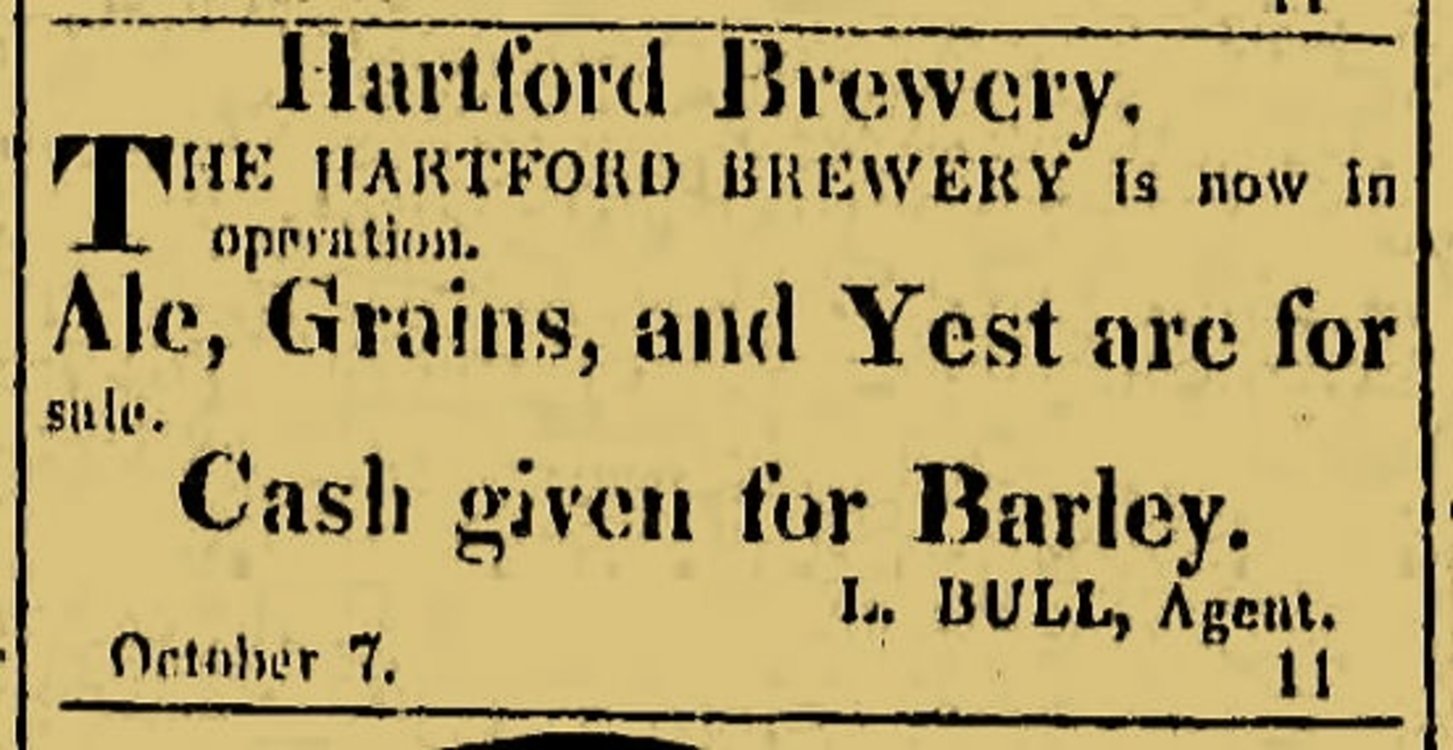 Hartford Brewery.
THE HARTFORD BREWERY is now in
operation.
Ale, Grains, and Yest are for
sale.
Cash given for Barley.
L. BULL, Agent.
October 7.
11